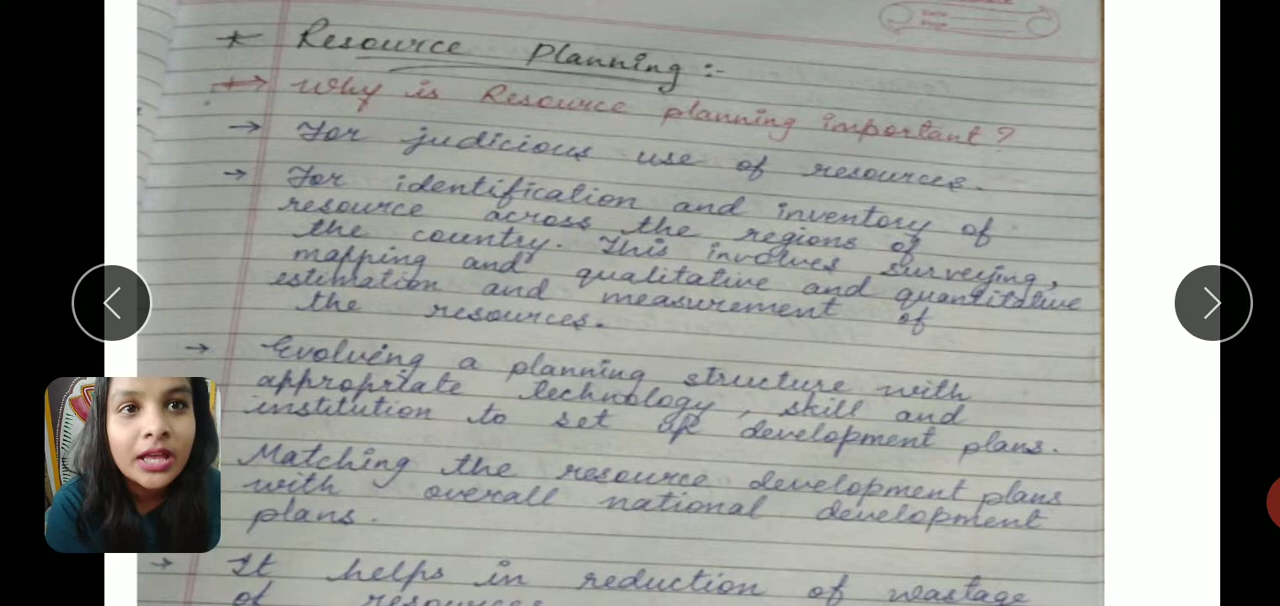 * Resource Planning :-
→ Why is Resource planning important?
→ For judicious use of resources.
→ For identification and inventory of
resource across the regions of
the country. This involves surveying,
mapping and qualitative and quantitative
estimation and measurement of
the resources.
→ Evolving a planning structure with
appropriate technology, skill and
institution to set up development plans.
Matching the resource development plans
with overall national development
plans.
→ It helps in reduction of wastage
of resources